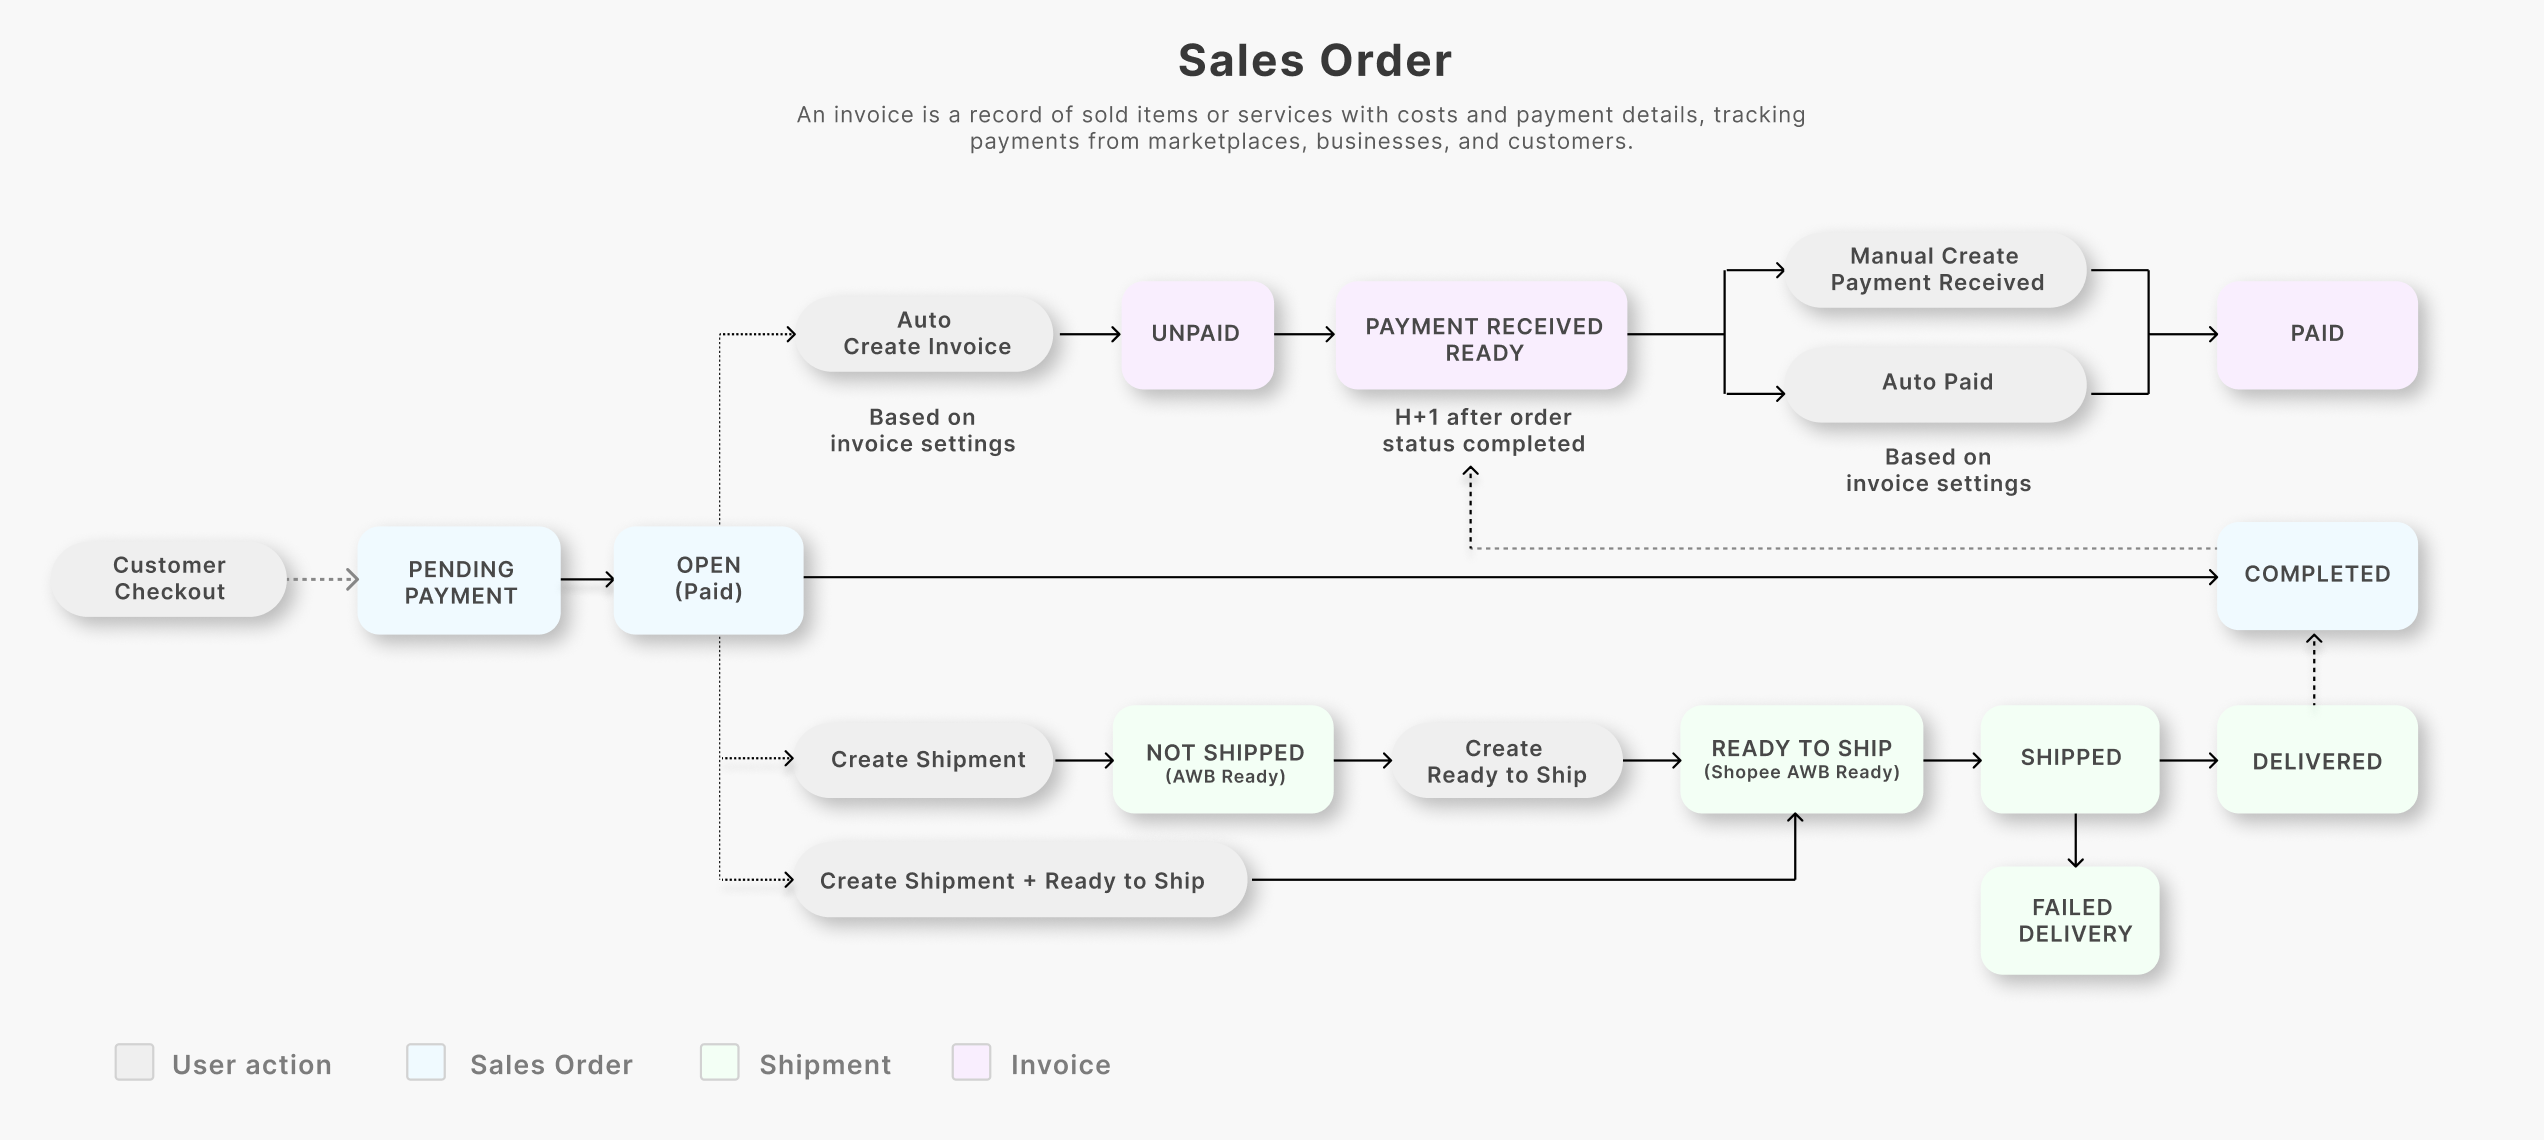 Sales Order
An invoice is a record of sold items or services with costs and payment details, tracking
payments from marketplaces, businesses, and customers.
Auto
Create Invoice
Based on
invoice settings
UNPAID
PAYMENT RECEIVED
READY
H+1 after order
status completed
Manual Create
Payment Received
Auto Paid
Based on
invoice settings
PAID
Customer
Checkout
PENDING
PAYMENT
OPEN
(Paid)
COMPLETED
Create Shipment
NOT SHIPPED
(AWB Ready)
Create
Ready to Ship
READY TO SHIP
(Shopee AWB Ready)
SHIPPED
DELIVERED
Create Shipment + Ready to Ship
FAILED
DELIVERY
User action
Sales Order
Shipment
Invoice